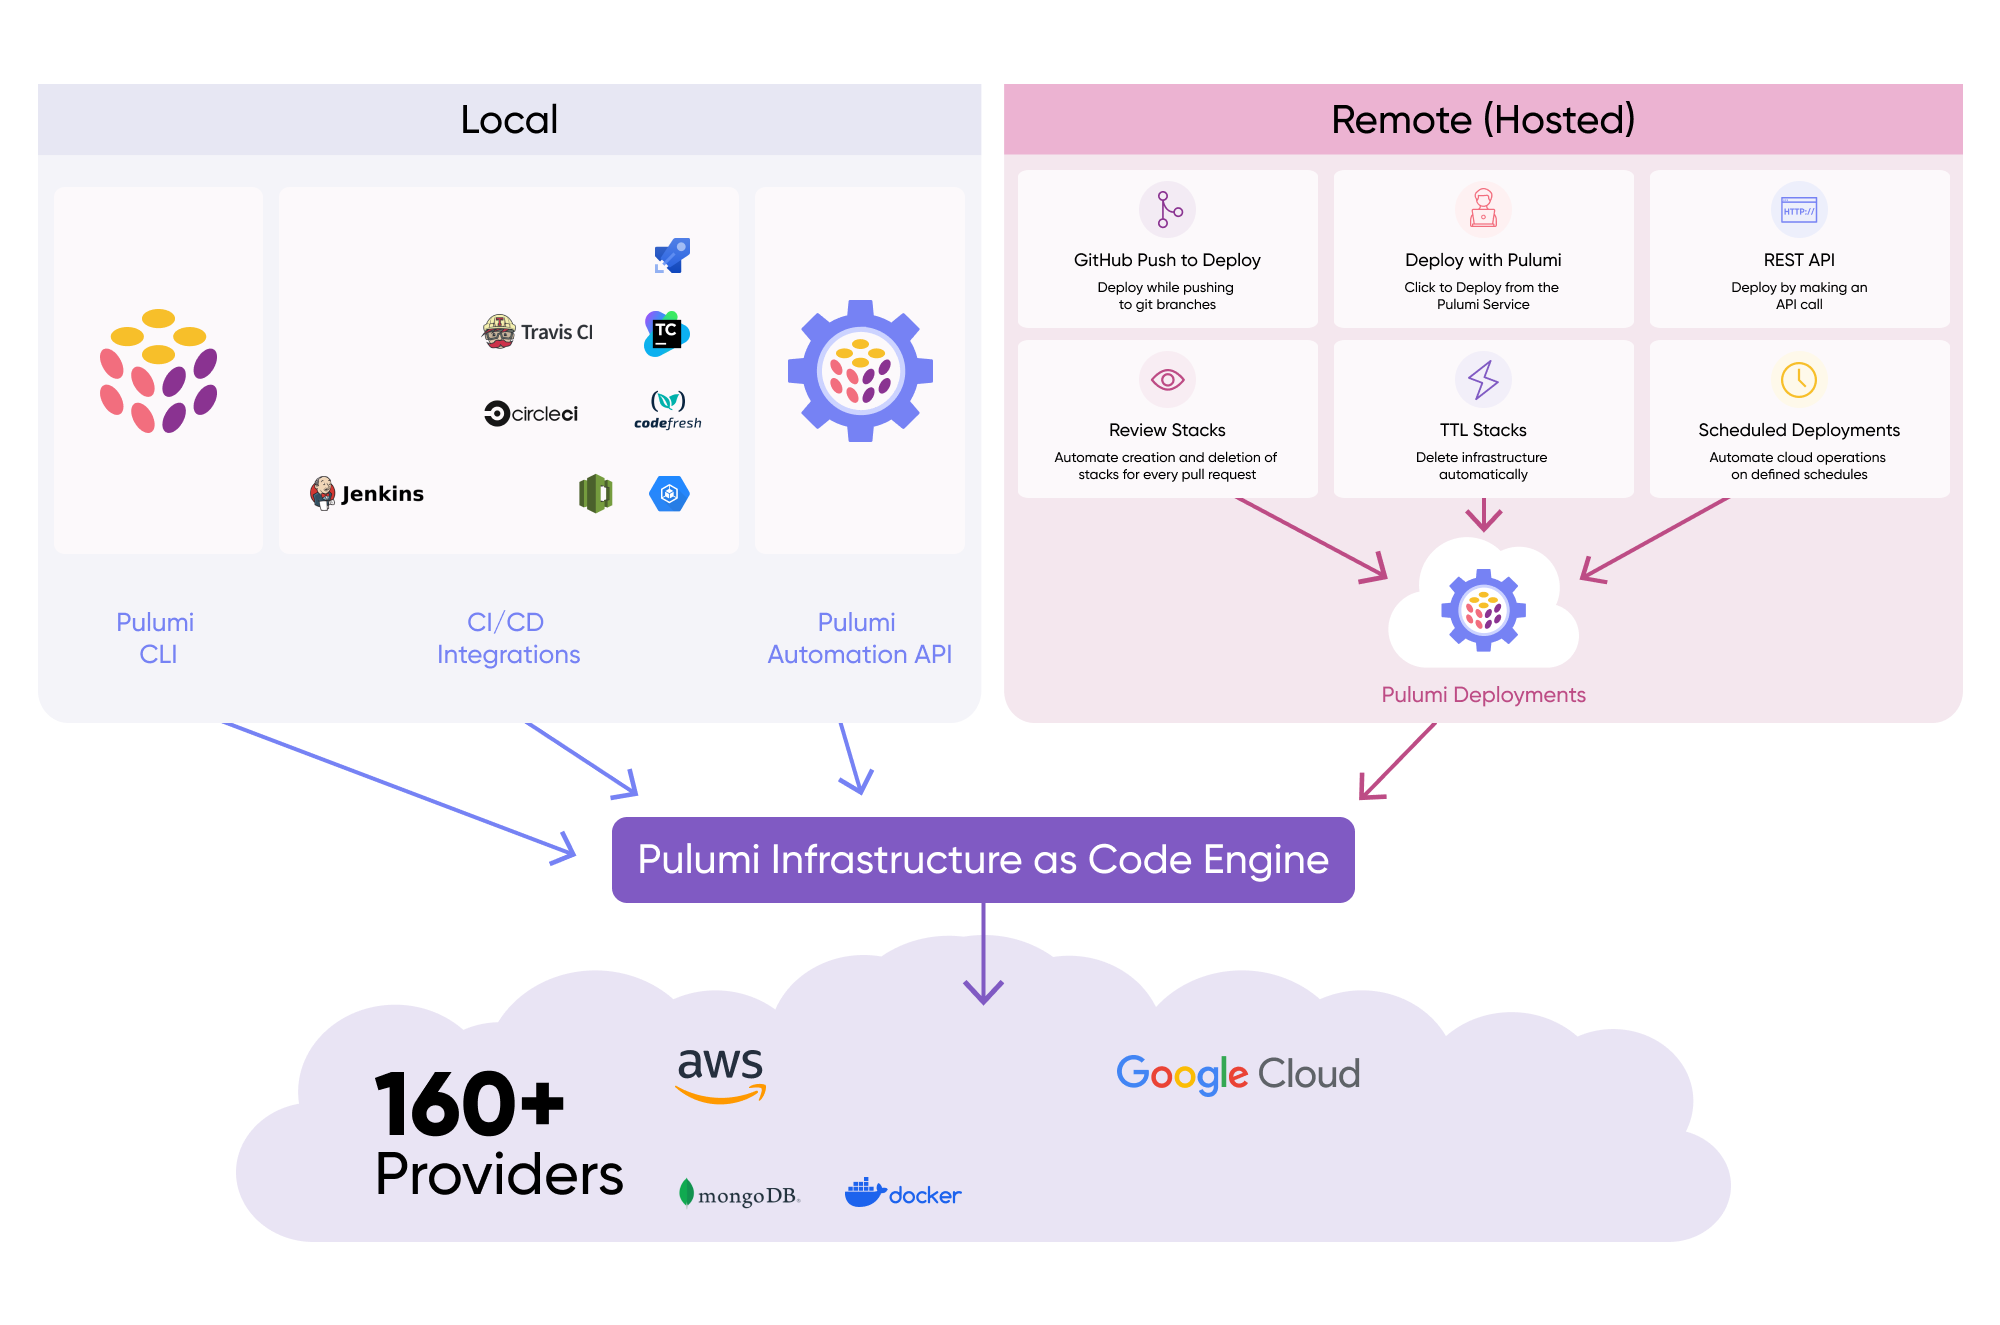 Local
Travis CI
TC
circleci
codefresh
Jenkins
Pulumi
CLI
CI/CD
Integrations
Pulumi
Automation API
Remote (Hosted)
GitHub Push to Deploy
Deploy while pushing
to git branches
Deploy with Pulumi
Click to Deploy from the
Pulumi Service
HTTP://
REST API
Deploy by making an
API call
Review Stacks
Automate creation and deletion of
stacks for every pull request
TTL Stacks
Delete infrastructure
automatically
Scheduled Deployments
Automate cloud operations
on defined schedules
Pulumi Deployments
Pulumi Infrastructure as Code Engine
160+
Providers
aws
Google Cloud
mongoDB
docker